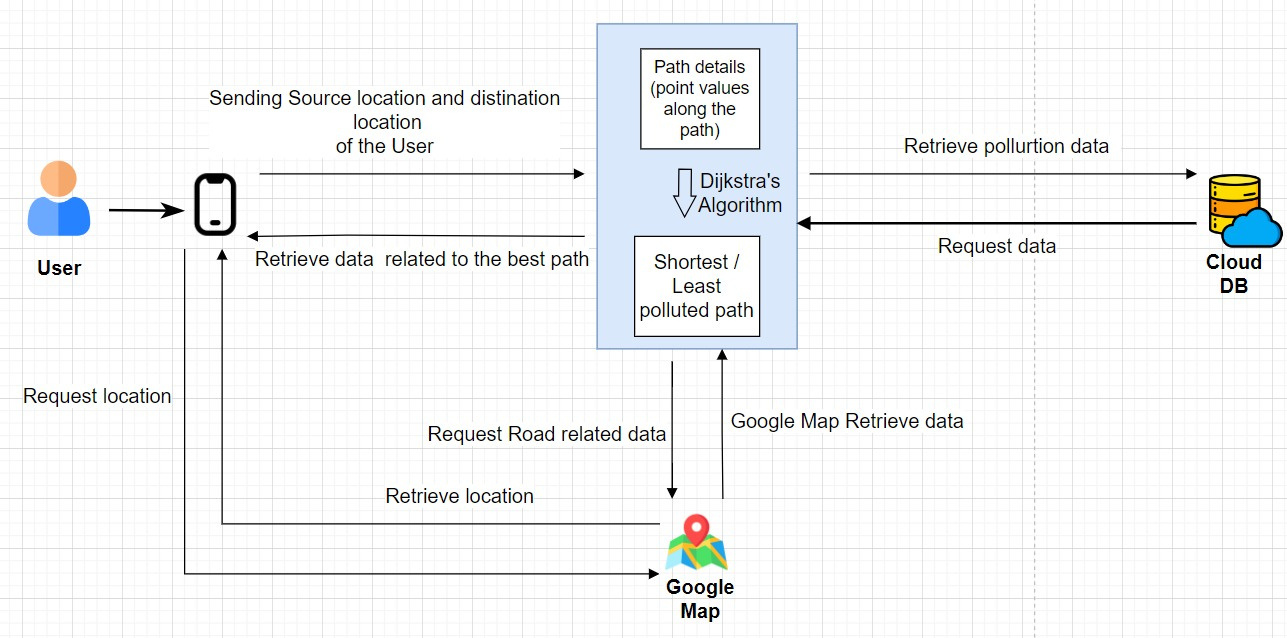 Sending Source location and distination
location
of the User
Path details
(point values
along the
path)
Dijkstra's
Algorithm
Shortest /
Least
polluted path
Retrieve pollurtion data
Request data
Cloud
DB
User
Retrieve data  related to the best path
Request location
Request Road related data
Google Map Retrieve data
Retrieve location
Google
Map